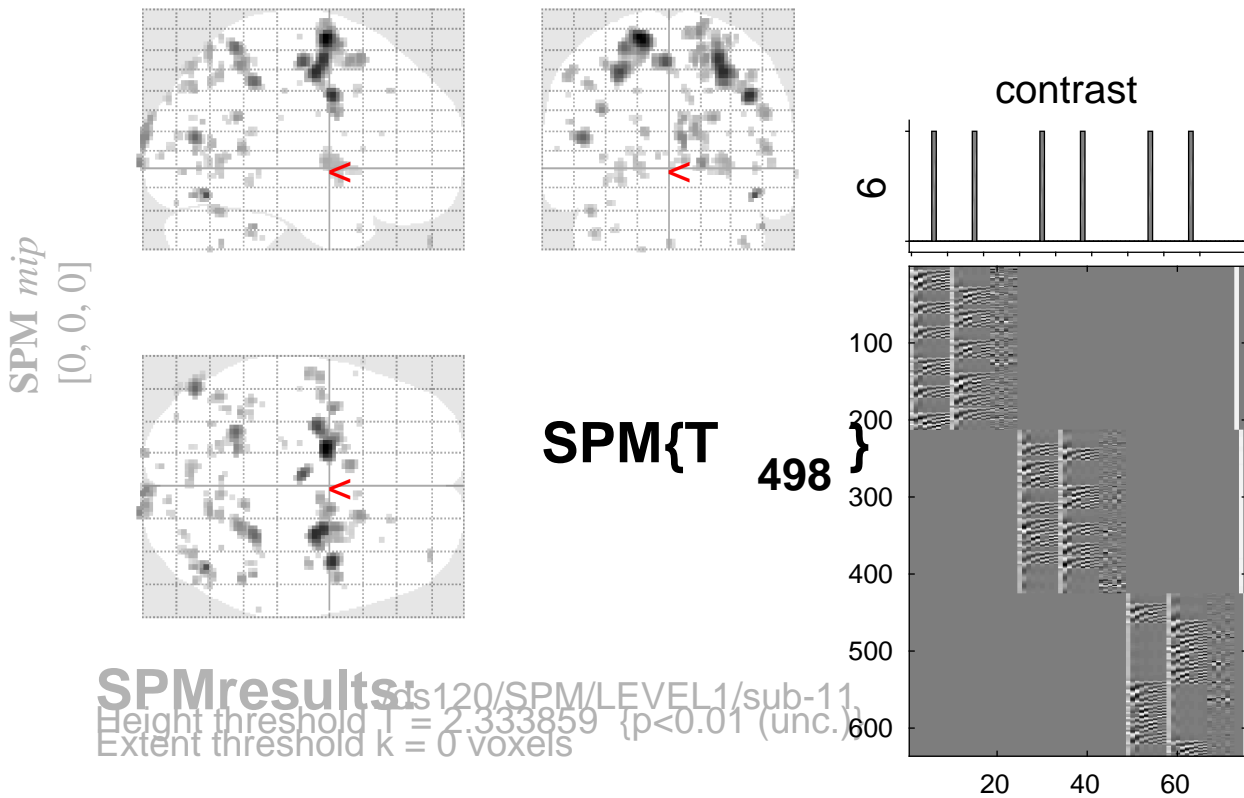 SPM mip
[0, 0, 0]
<
<
<
contrast
6
SPM{T498}
100
200
300
400
500
600
20 40 60
SPMresults: /ds120/SPM/LEVEL1/sub-11
Height threshold T = 2.333859 {p<0.01 (unc.)}
Extent threshold k = 0 voxels